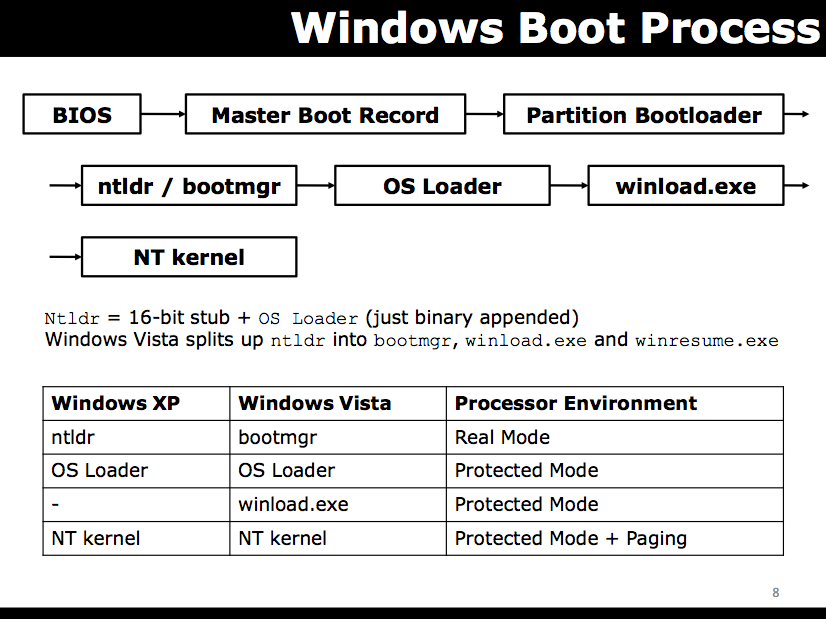 Windows Boot Process
BIOS Master Boot Record Partition Bootloader
ntldr / bootmgr OS Loader winload.exe
NT kernel
Ntldr = 16-bit stub + OS Loader (just binary appended)
Windows Vista splits up ntldr into bootmgr, winload.exe and winresume.exe
Windows XP Windows Vista Processor Environment
ntldr bootmgr Real Mode
OS Loader OS Loader Protected Mode
- winload.exe Protected Mode
NT kernel NT kernel Protected Mode + Paging
8